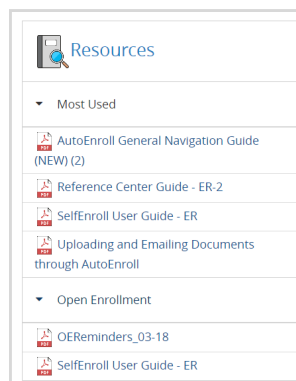 Resources
Most Used
AutoEnroll General Navigation Guide
(NEW) (2)
Reference Center Guide - ER-2
SelfEnroll User Guide - ER
Uploading and Emailing Documents
through AutoEnroll
Open Enrollment
OEReminders_03-18
SelfEnroll User Guide - ER